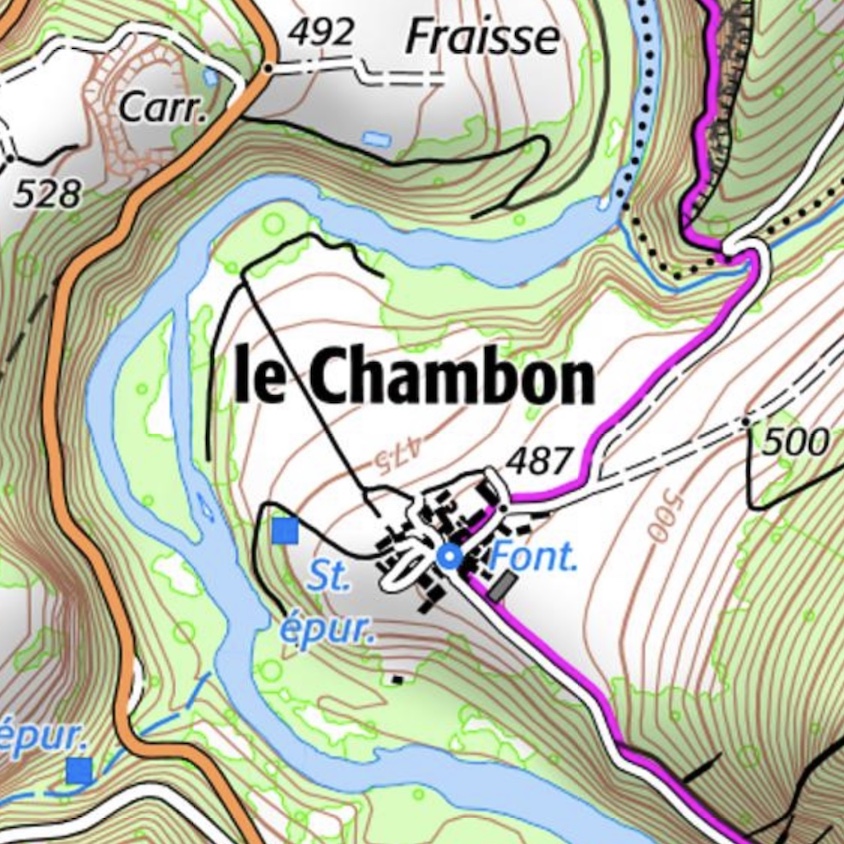 492 Fraisse
Carr.
528
le Chambon
475
487
500
500
Font.
St.
épur.
épur.